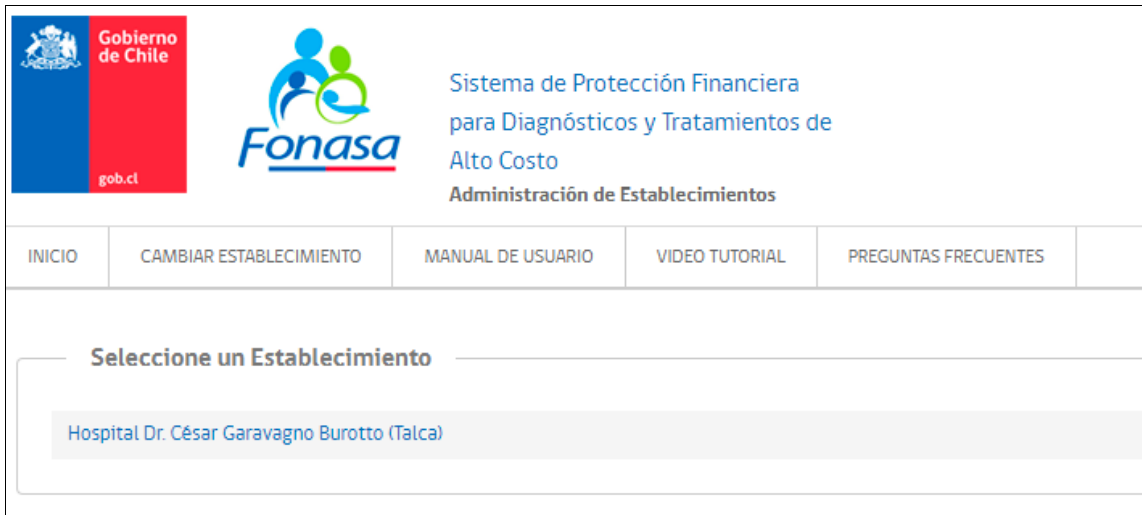 Gobierno
de Chile
gob.cl
Fonasa
Sistema de Protección Financiera
para Diagnósticos y Tratamientos de
Alto Costo
Administración de Establecimientos
INICIO
CAMBIAR ESTABLECIMIENTO
MANUAL DE USUARIO
VIDEO TUTORIAL
PREGUNTAS FRECUENTES
Seleccione un Establecimiento
Hospital Dr. César Garavagno Burotto (Talca)